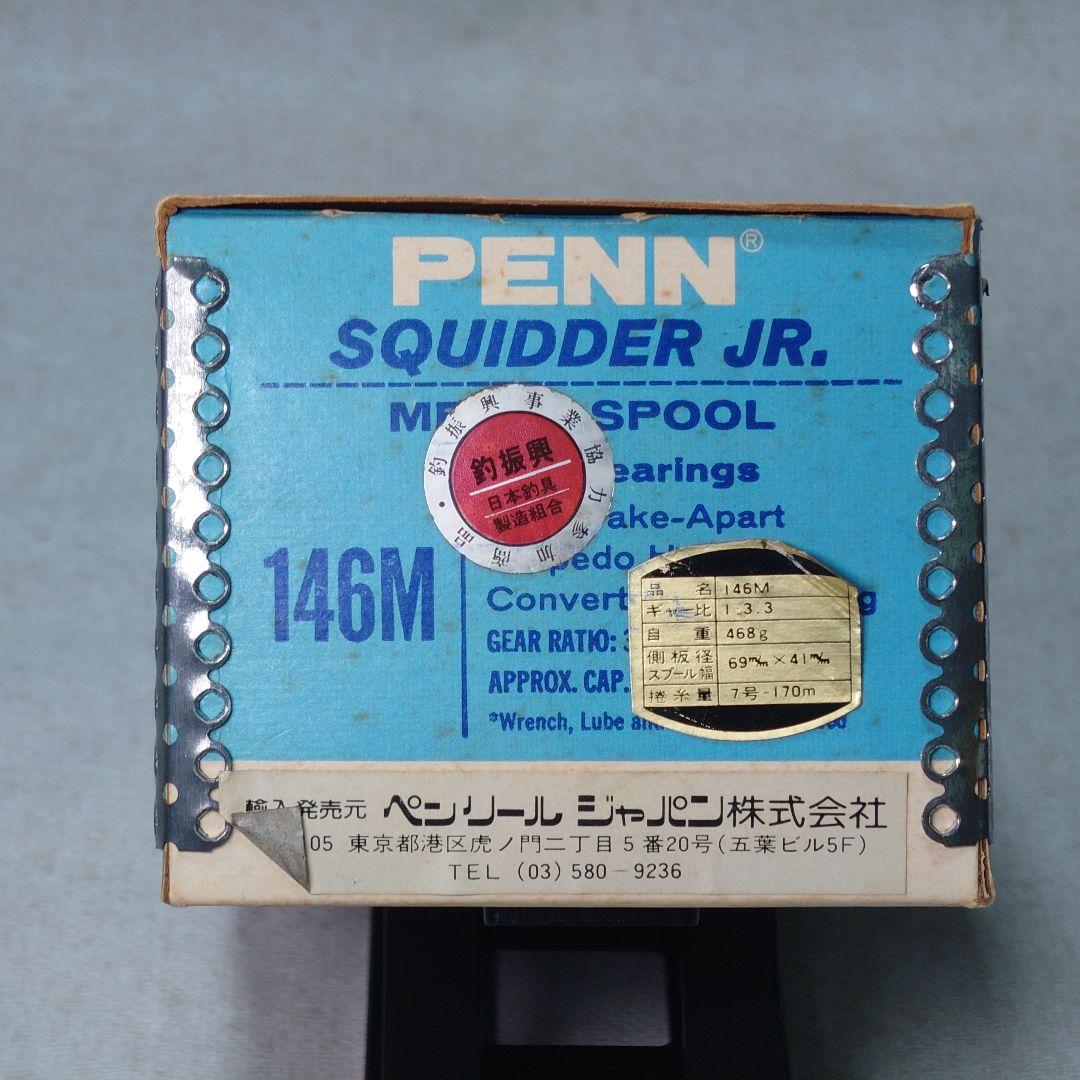 PENN®
SQUIDDER JR.
SPOOL
146M
earings
ake-Apart
pedo
Convert
GEAR RATIO:
APPROX. CAP.
*Wrench, Lube and
釣振興事業協力参加商品・
釣振興
日本釣具
製造組合
品名 146M
ギャー比 1:3.3
自重 468g
側板径
スプール幅 69m/m×41m/m
捲糸量 7号-170m
輸入発売元 ペンリール ジャパン株式会社
05 東京都港区虎ノ門二丁目5番20号(五葉ビル5F)
TEL (03) 580-9236